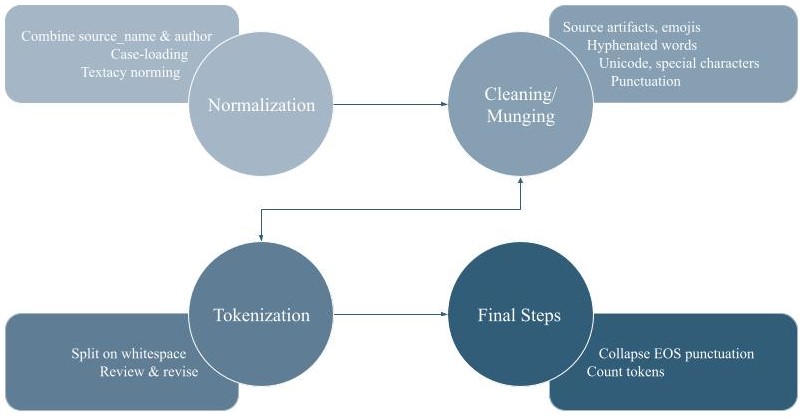 Combine source_name & author
Case-loading
Textacy norming
Normalization
Source artifacts, emojis
Hyphenated words
Unicode, special characters
Punctuation
Cleaning/
Munging
Split on whitespace
Review & revise
Tokenization
Final Steps
Collapse EOS punctuation
Count tokens